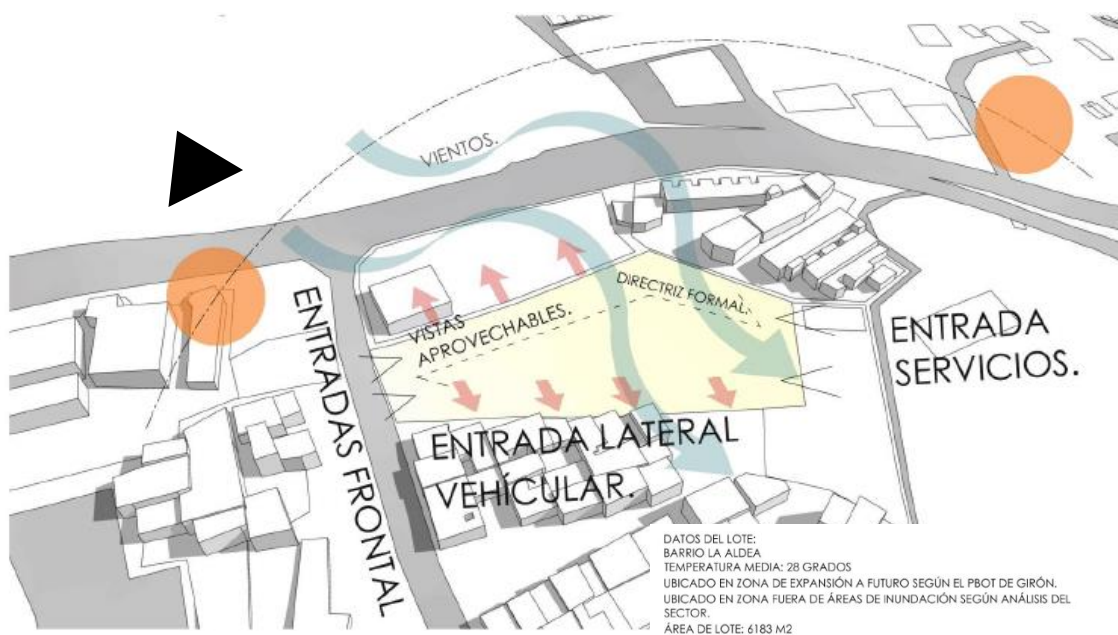 VIENTOS.
DIRECTRIZ FORMAL.
VISTAS
APROVECHABLES.
ENTRADAS FRONTAL
ENTRADA
SERVICIOS.
ENTRADA LATERAL
VEHÍCULAR.
DATOS DEL LOTE:
BARRIO LA ALDEA
TEMPERATURA MEDIA: 28 GRADOS
UBICADO EN ZONA DE EXPANSIÓN A FUTURO SEGÚN EL PBOT DE GIRÓN.
UBICADO EN ZONA FUERA DE ÁREAS DE INUNDACIÓN SEGÚN ANÁLISIS DEL
SECTOR.
ÁREA DE LOTE: 6183 M2